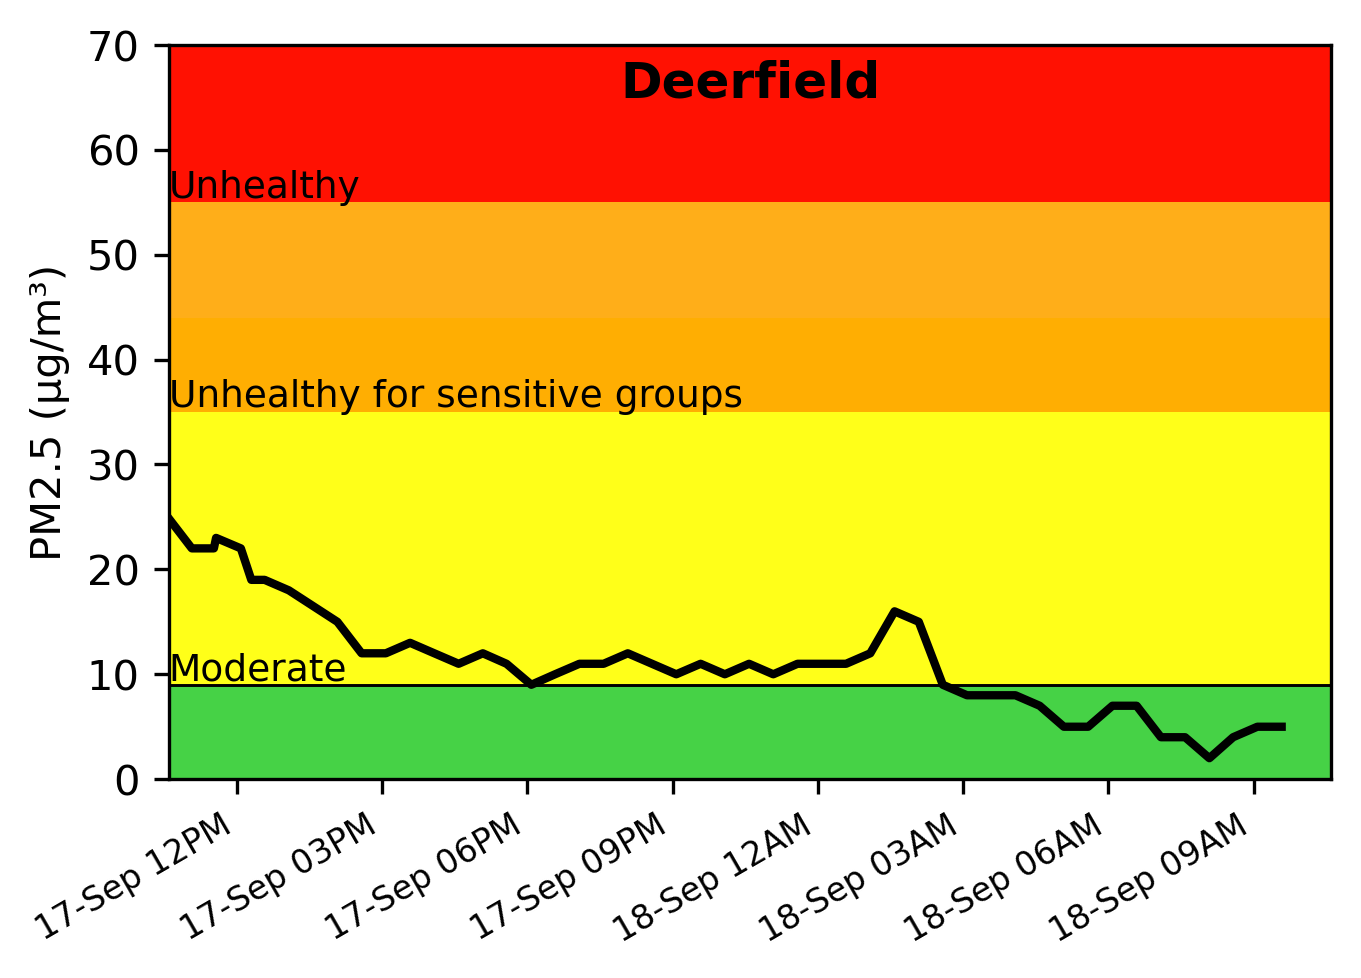 Deerfield
70
60
50
40
30
20
10
0
PM2.5 (µg/m³)
Unhealthy
Unhealthy for sensitive groups
Moderate
17-Sep 12PM
17-Sep 03PM
17-Sep 06PM
17-Sep 09PM
18-Sep 12AM
18-Sep 03AM
18-Sep 06AM
18-Sep 09AM